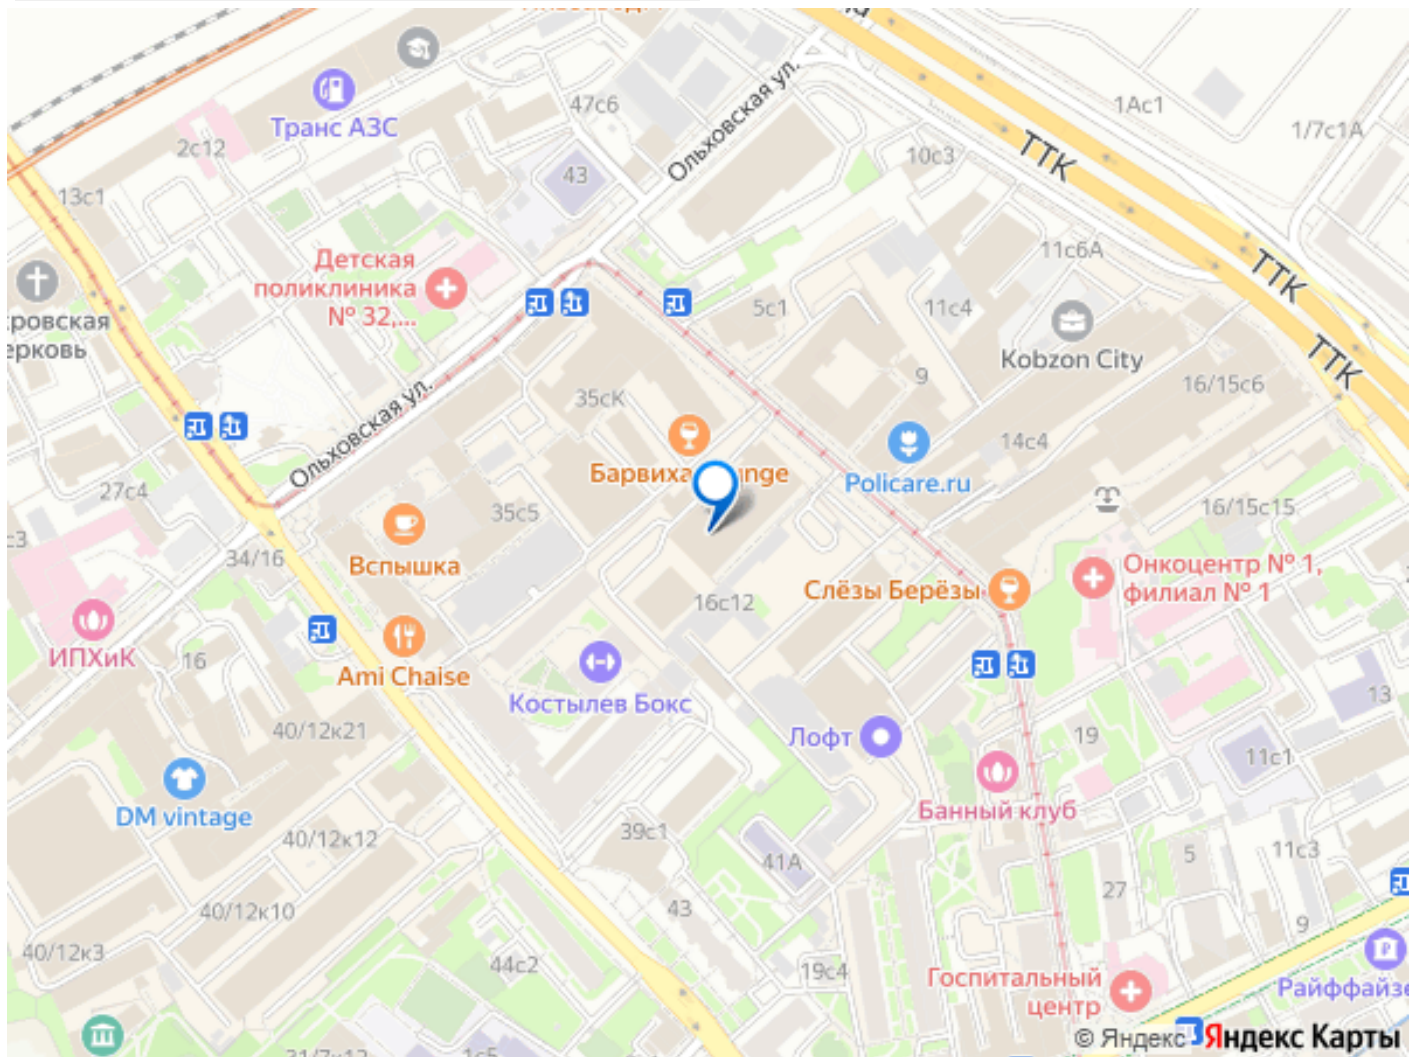 Транс АЗС
47с6
Ольховская ул.
1Ас1
1/7с1А
2с12
ТТК
10с3
13с1
43
11с6А
ТТК
Детская
поликлиника
№ 32,...
ровская
ерковь
5с1
11с4
Kobzon City
ТТК
16/15с6
9
35сК
Ольховская ул.
14с4
Барвиха
nge
Policare.ru
27с4
35с5
16/15с15
с3
34/16
Вспышка
Онкоцентр № 1,
филиал № 1
Слёзы Берёзы
16с12
ИПХиК
16
Ami Chaise
Костылев Бокс
13
40/12к21
Лофт
19
11с1
DM vintage
Банный клуб
39с1
40/12к12
41А
5
11с3
27
40/12к10
43
9
40/12к3
44с2
19с4
Госпитальный
центр
Райффайзе
© Яндекс
Яндекс Карты
31/7к12
1с5